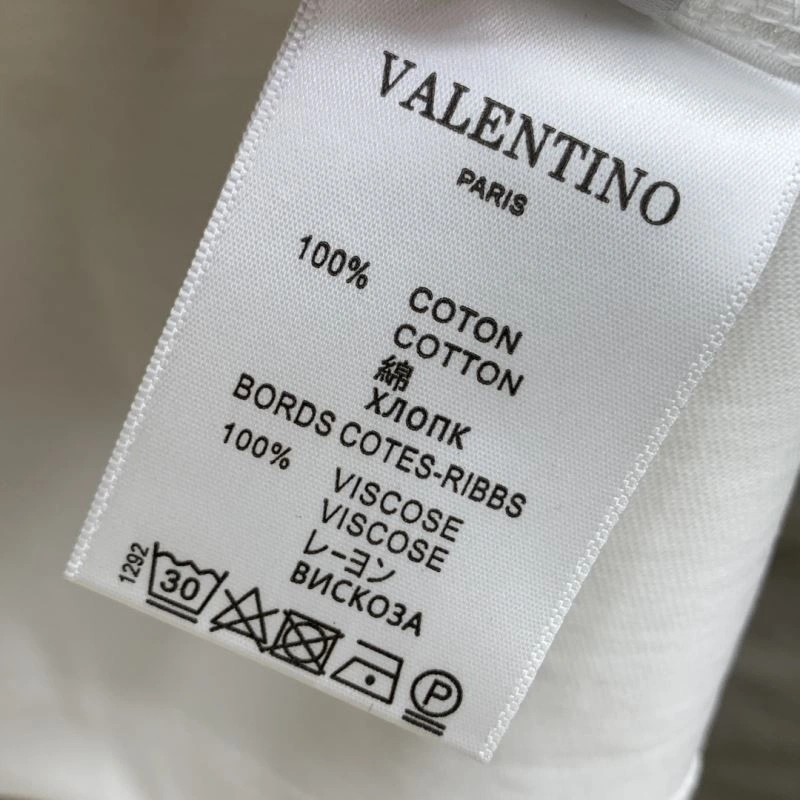 VALENTINO
PARIS
100%
COTON
COTTON
綿
ХЛОПК
BORDS COTES-RIBBS
100%
VISCOSE
VISCOSE
レーヨン
ВИСКОЗА
1292
30
P